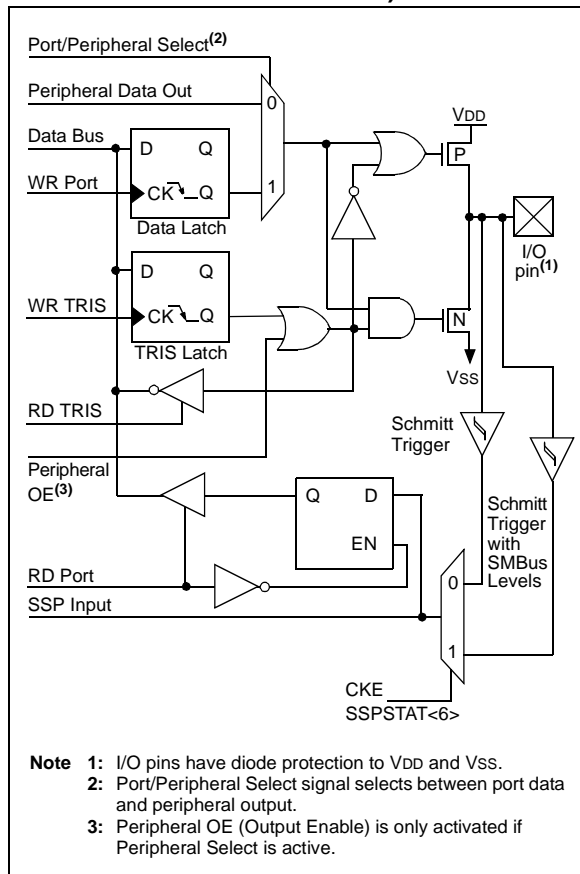 Port/Peripheral Select(2)
Peripheral Data Out
0
VDD
Data Bus
D Q
P
WR Port
CK Q
1
Data Latch
I/O
pin(1)
D Q
WR TRIS
CK Q
N
TRIS Latch
VSS
RD TRIS
Schmitt
Trigger
Peripheral
OE(3)
Q D
EN
Schmitt
Trigger
with
SMBus
Levels
RD Port
0
SSP Input
1
CKE
SSPSTAT<6>
Note 1: I/O pins have diode protection to VDD and VSS.
2: Port/Peripheral Select signal selects between port data
and peripheral output.
3: Peripheral OE (Output Enable) is only activated if
Peripheral Select is active.